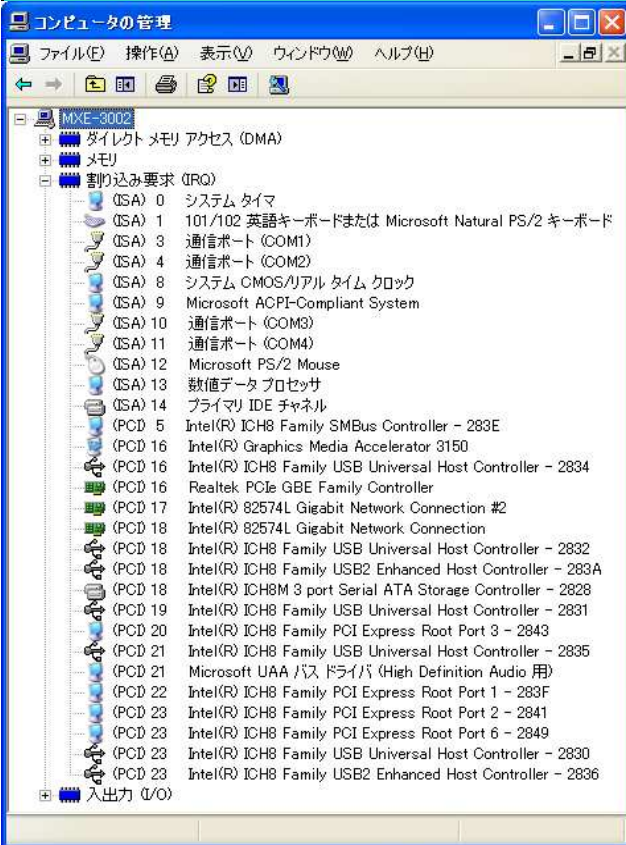 コンピュータの管理
ファイル(F) 操作(A) 表示(V) ウィンドウ(W) ヘルプ(H)
MXE-3002
ダイレクト メモリ アクセス (DMA)
メモリ
割り込み要求 (IRQ)
(ISA) 0 システム タイマ
(ISA) 1 101/102 英語キーボードまたは Microsoft Natural PS/2 キーボード
(ISA) 3 通信ポート (COM1)
(ISA) 4 通信ポート (COM2)
(ISA) 8 システム CMOS/リアル タイム クロック
(ISA) 9 Microsoft ACPI-Compliant System
(ISA) 10 通信ポート (COM3)
(ISA) 11 通信ポート (COM4)
(ISA) 12 Microsoft PS/2 Mouse
(ISA) 13 数値データ プロセッサ
(ISA) 14 プライマリ IDE チャネル
(PCI) 5 Intel(R) ICH8 Family SMBus Controller - 283E
(PCI) 16 Intel(R) Graphics Media Accelerator 3150
(PCI) 16 Intel(R) ICH8 Family USB Universal Host Controller - 2834
(PCI) 16 Realtek PCIe GBE Family Controller
(PCI) 17 Intel(R) 82574L Gigabit Network Connection #2
(PCI) 18 Intel(R) 82574L Gigabit Network Connection
(PCI) 18 Intel(R) ICH8 Family USB Universal Host Controller - 2832
(PCI) 18 Intel(R) ICH8 Family USB2 Enhanced Host Controller - 283A
(PCI) 18 Intel(R) ICH8M 3 port Serial ATA Storage Controller - 2828
(PCI) 19 Intel(R) ICH8 Family USB Universal Host Controller - 2831
(PCI) 20 Intel(R) ICH8 Family PCI Express Root Port 3 - 2843
(PCI) 21 Intel(R) ICH8 Family USB Universal Host Controller - 2835
(PCI) 21 Microsoft UAA バス ドライバ (High Definition Audio 用)
(PCI) 22 Intel(R) ICH8 Family PCI Express Root Port 1 - 283F
(PCI) 23 Intel(R) ICH8 Family PCI Express Root Port 2 - 2841
(PCI) 23 Intel(R) ICH8 Family PCI Express Root Port 6 - 2849
(PCI) 23 Intel(R) ICH8 Family USB Universal Host Controller - 2830
(PCI) 23 Intel(R) ICH8 Family USB2 Enhanced Host Controller - 2836
入出力 (I/O)